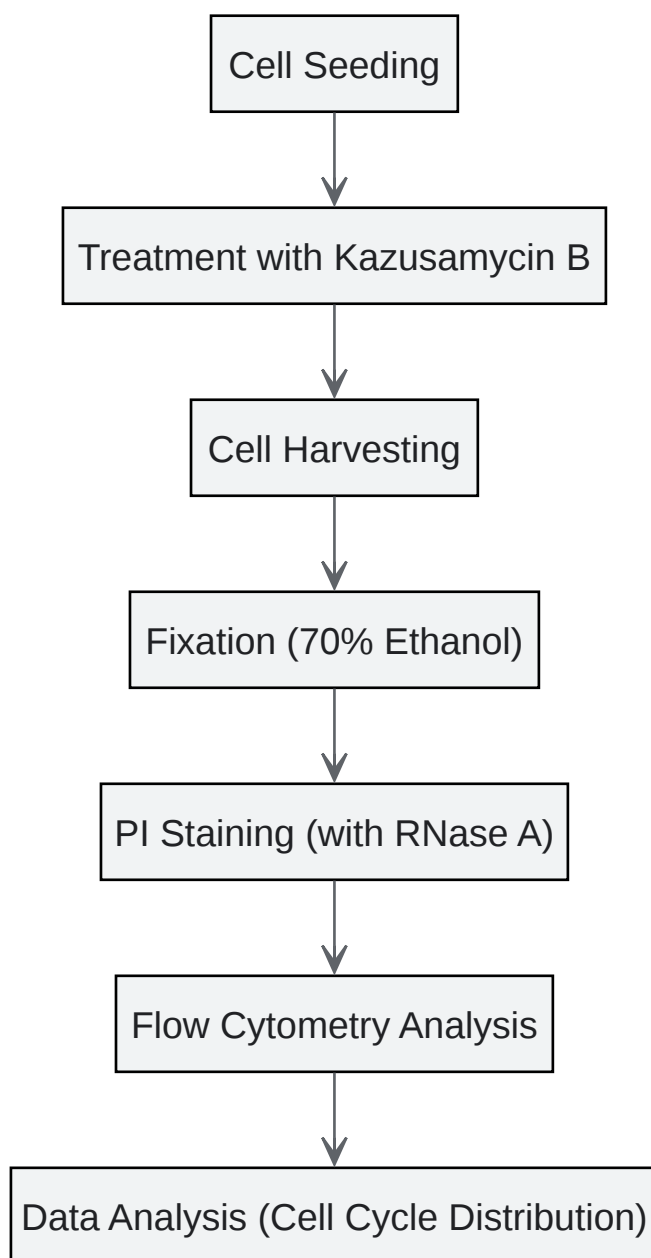 Cell Seeding
Treatment with Kazusamycin B
Cell Harvesting
Fixation (70% Ethanol)
PI Staining (with RNase A)
Flow Cytometry Analysis
Data Analysis (Cell Cycle Distribution)